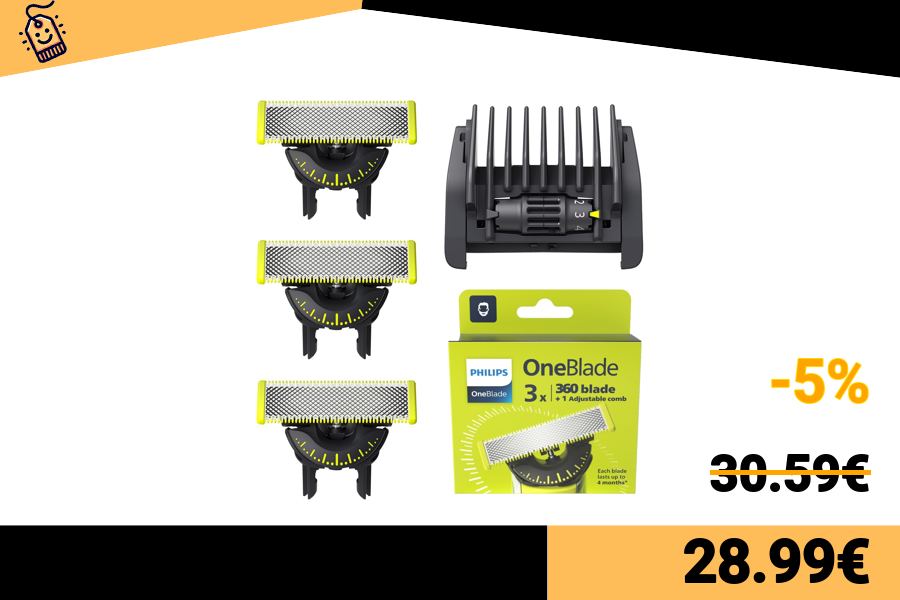 2
3
4
PHILIPS
OneBlade
OneBlade
3x 360 blade
+ 1 Adjustable comb
Each blade
lasts up to
4 months*
-5%
30.59€
28.99€